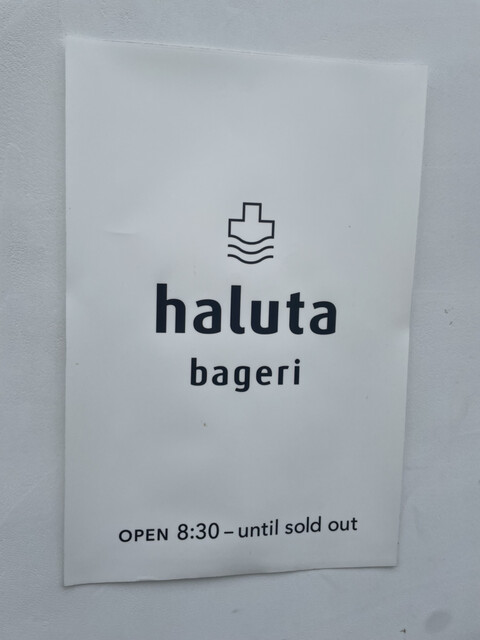 haluta
bageri
OPEN 8:30 – until sold out